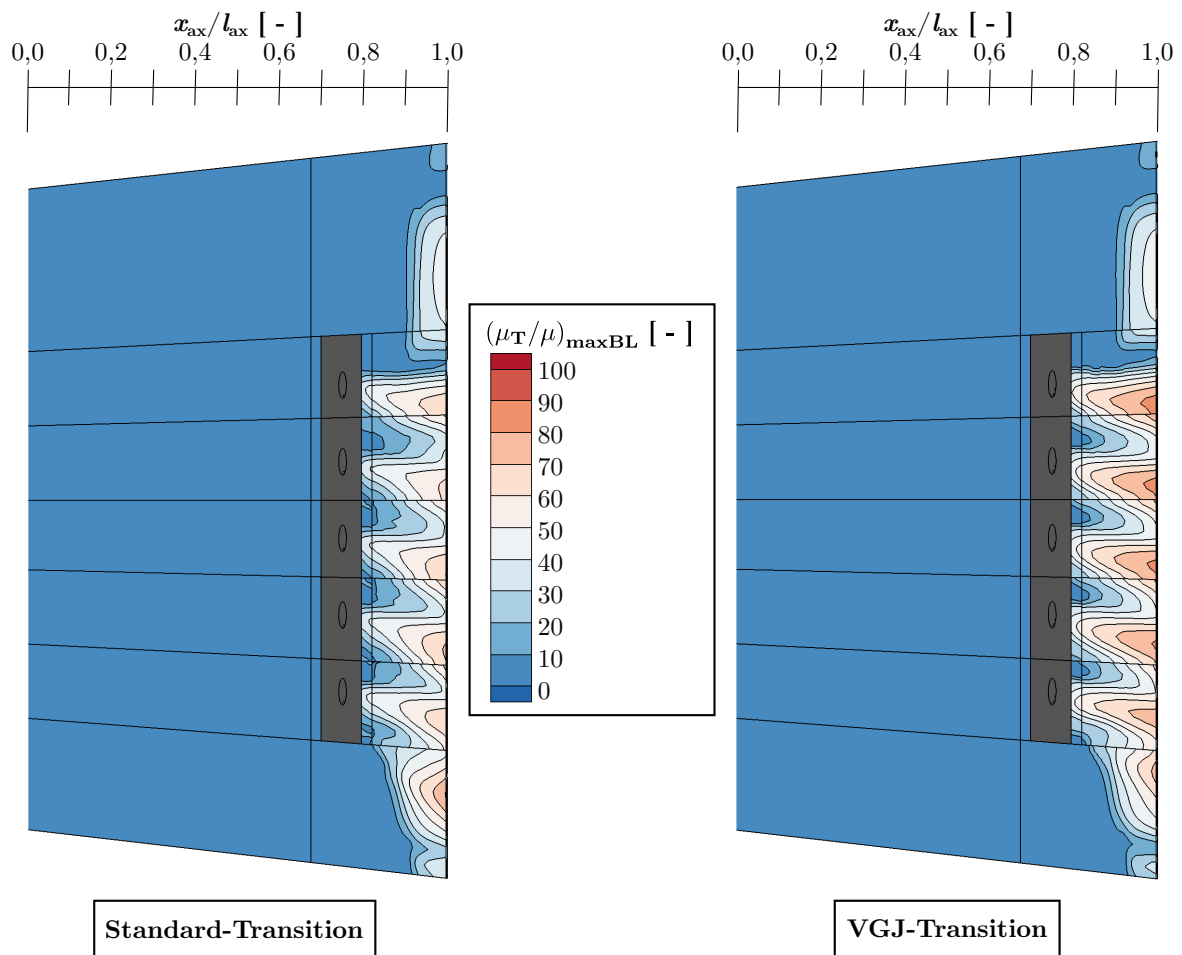 x_ax/l_ax [ - ]
0,0 0,2 0,4 0,6 0,8 1,0
x_ax/l_ax [ - ]
0,0 0,2 0,4 0,6 0,8 1,0
(μ_T/μ)_maxBL [ - ]
100
90
80
70
60
50
40
30
20
10
0
Standard-Transition
VGJ-Transition